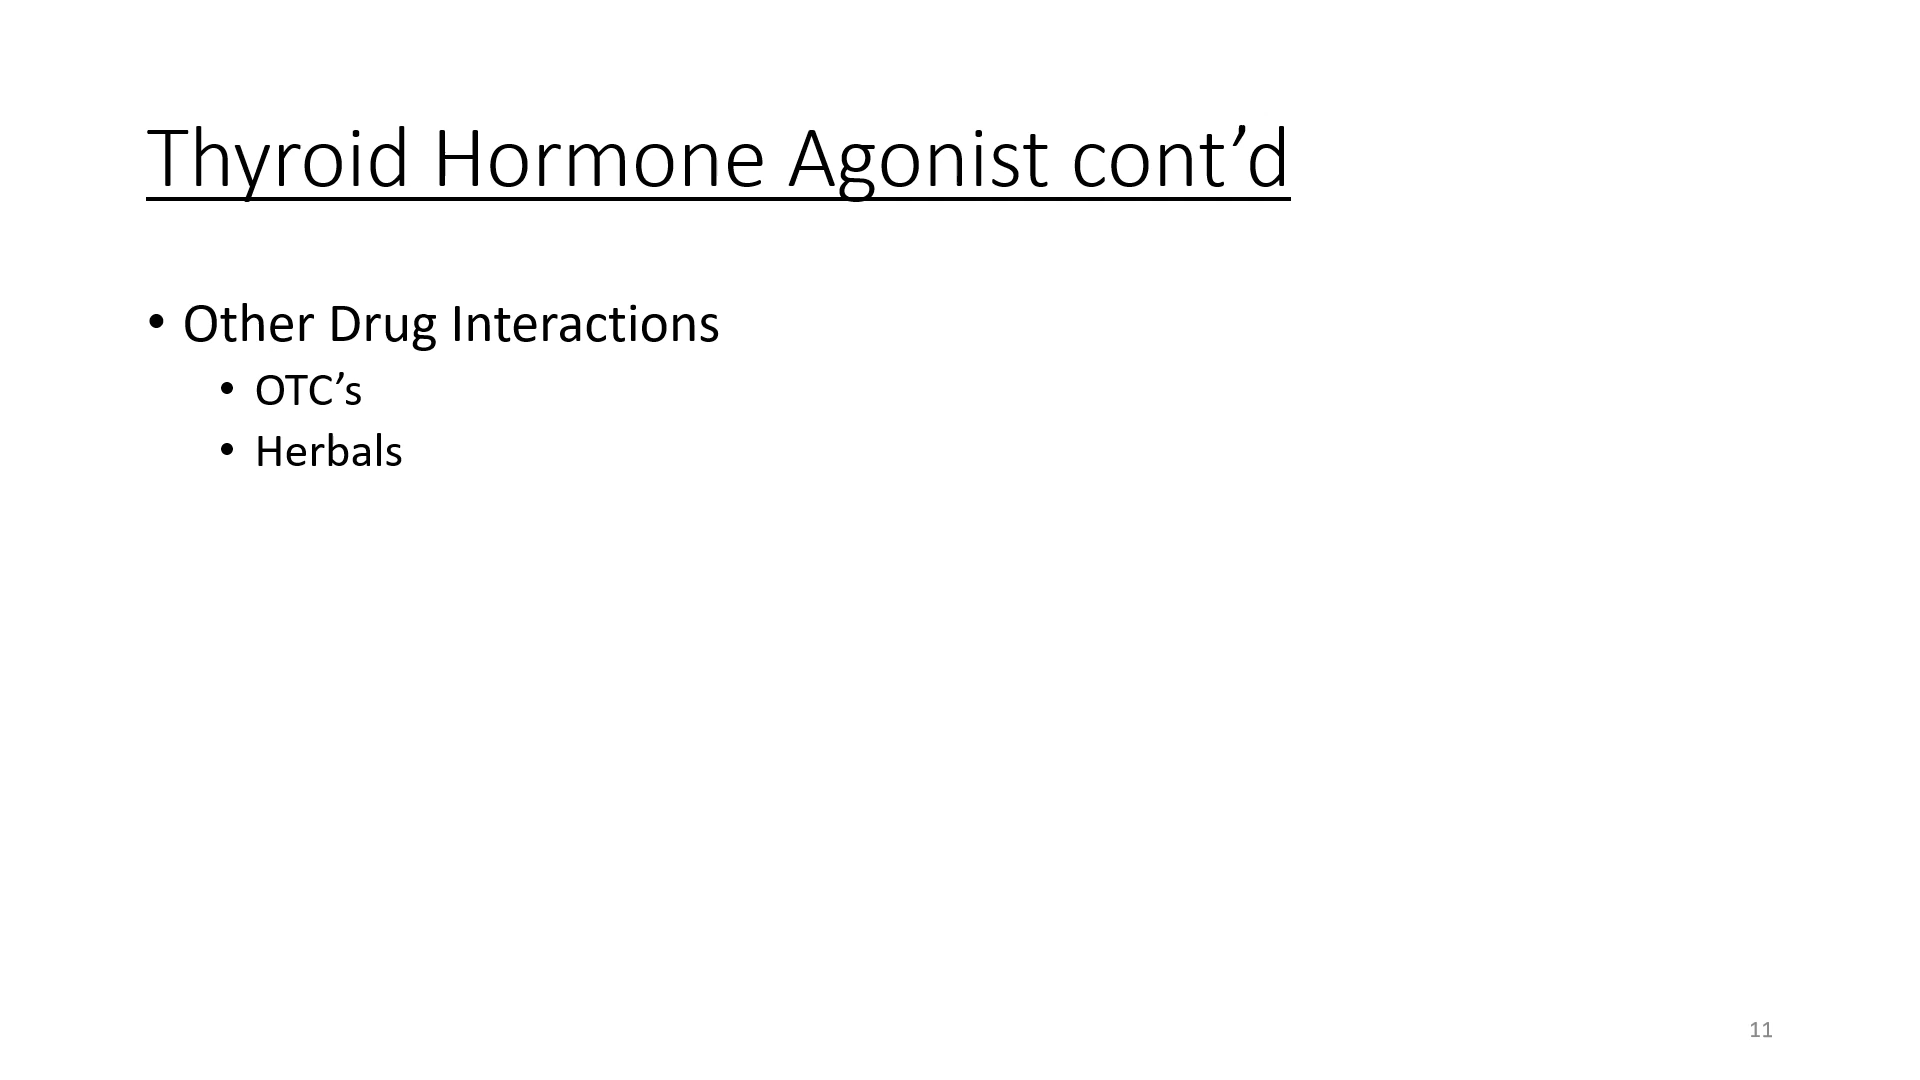 Thyroid Hormone Agonist cont’d
• Other Drug Interactions
• OTC’s
• Herbals
11